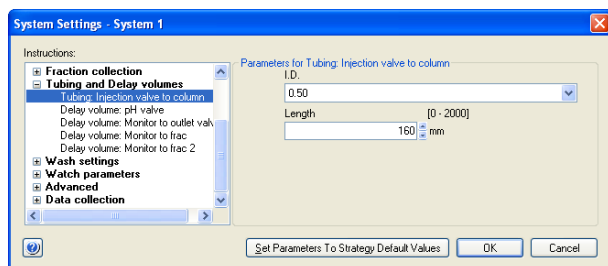 System Settings - System 1
Instructions:
Fraction collection
Tubing and Delay volumes
Tubing: Injection valve to column
Delay volume: pH valve
Delay volume: Monitor to outlet valv
Delay volume: Monitor to frac
Delay volume: Monitor to frac 2
Wash settings
Watch parameters
Advanced
Data collection
Parameters for Tubing: Injection valve to column
I.D.
0.50
Length [0 - 2000]
160 mm
Set Parameters To Strategy Default Values OK Cancel